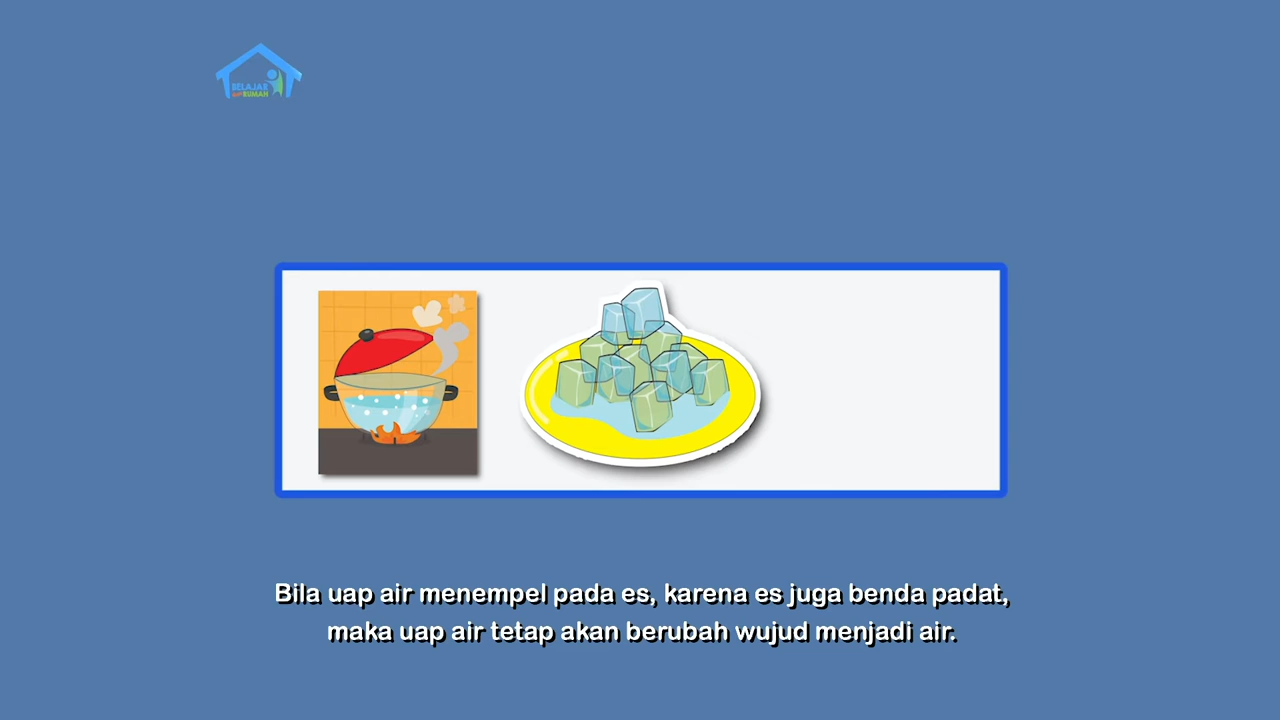 BELAJAR
RUMAH
Bila uap air menempel pada es, karena es juga benda padat,
maka uap air tetap akan berubah wujud menjadi air.